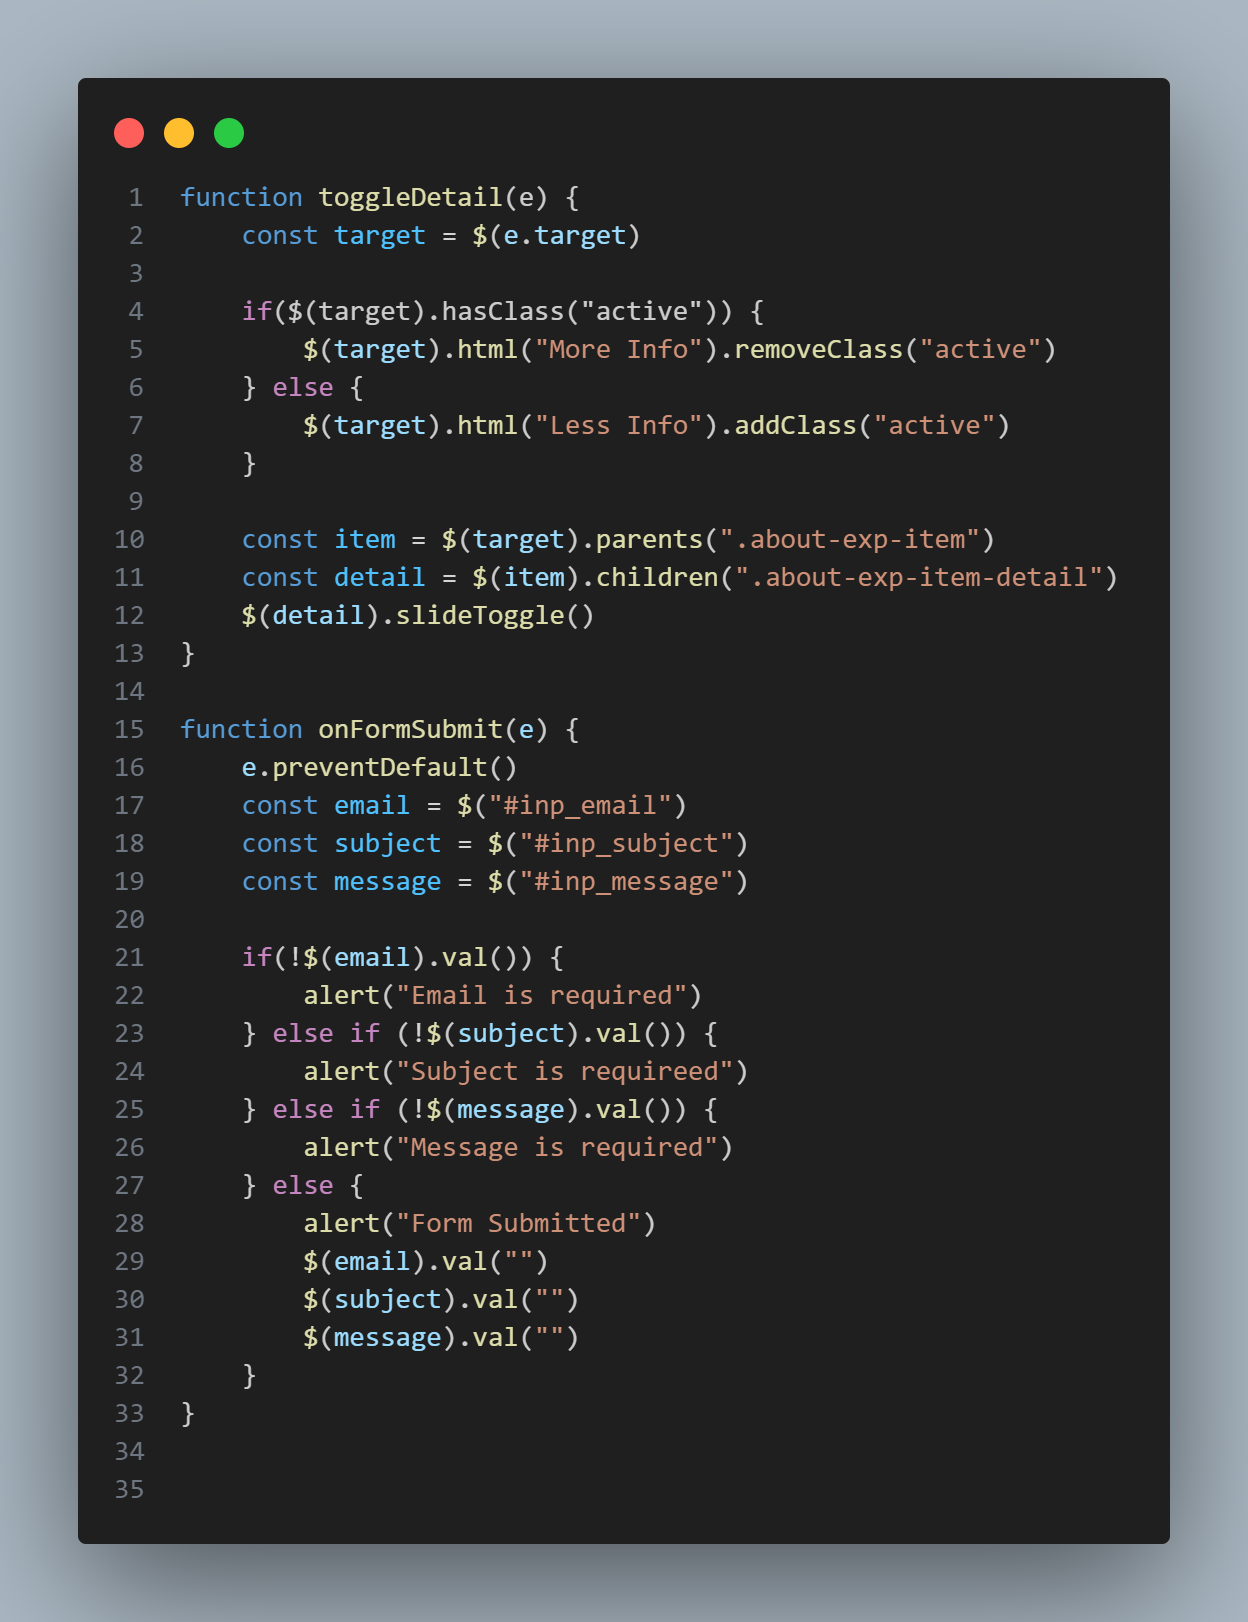 1 function toggleDetail(e) {
2     const target = $(e.target)
3
4     if($(target).hasClass("active")) {
5         $(target).html("More Info").removeClass("active")
6     } else {
7         $(target).html("Less Info").addClass("active")
8     }
9
10     const item = $(target).parents(".about-exp-item")
11     const detail = $(item).children(".about-exp-item-detail")
12     $(detail).slideToggle()
13 }
14
15 function onFormSubmit(e) {
16     e.preventDefault()
17     const email = $("#inp_email")
18     const subject = $("#inp_subject")
19     const message = $("#inp_message")
20
21     if(!$(email).val()) {
22         alert("Email is required")
23     } else if (!$(subject).val()) {
24         alert("Subject is requireed")
25     } else if (!$(message).val()) {
26         alert("Message is required")
27     } else {
28         alert("Form Submitted")
29         $(email).val("")
30         $(subject).val("")
31         $(message).val("")
32     }
33 }
34
35